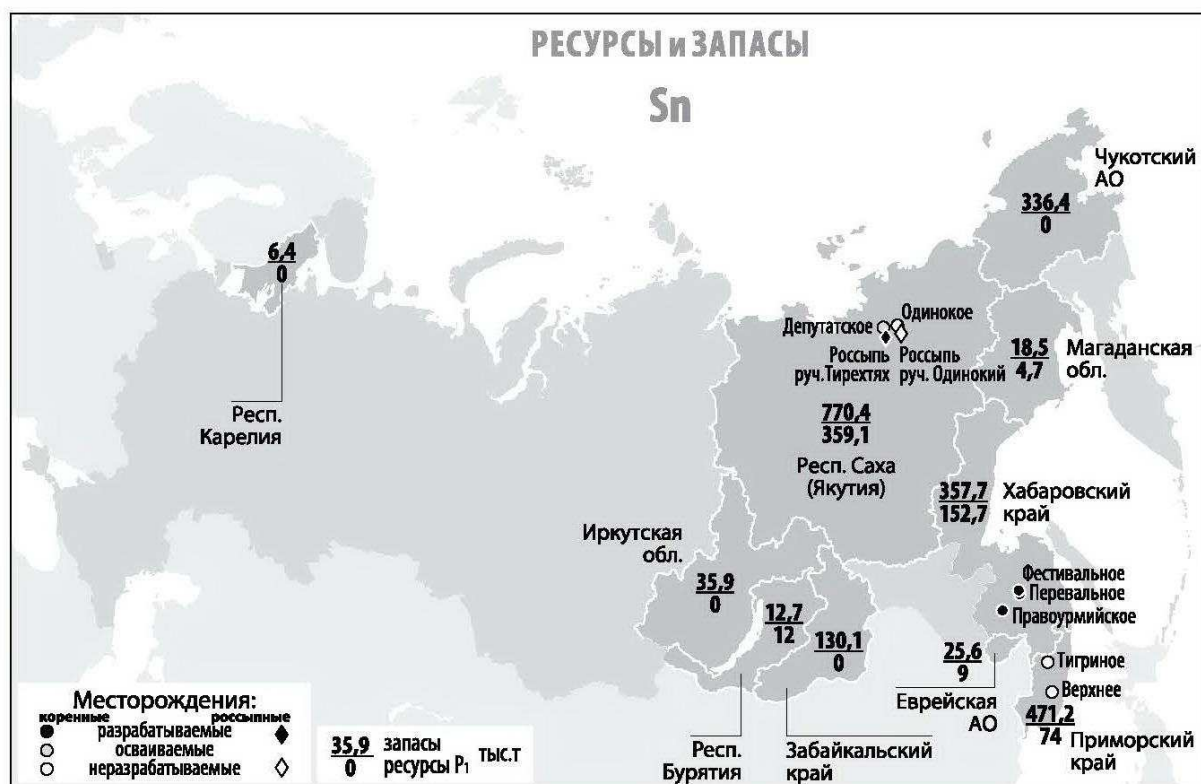 РЕСУРСЫ и ЗАПАСЫ
Sn
Чукотский
АО
336,4
0
6,4
0
Респ.
Карелия
Депутатское
Одинокое
Россыпь
руч.Тирехтях
Россыпь
руч. Одинокий
18,5
4,7
Магаданская
обл.
770,4
359,1
Респ. Саха
(Якутия)
357,7
152,7
Хабаровский
край
Иркутская
обл.
35,9
0
12,7
12
130,1
0
Фестивальное
Перевальное
Правоурмийское
25,6
9
Еврейская
АО
Тигриное
Верхнее
471,2
74
Приморский
край
Респ.
Бурятия
Забайкальский
край
Месторождения:
коренные россыпные
разрабатываемые
осваиваемые
неразрабатываемые
35,9 запасы
0 ресурсы P₁
тыс.т